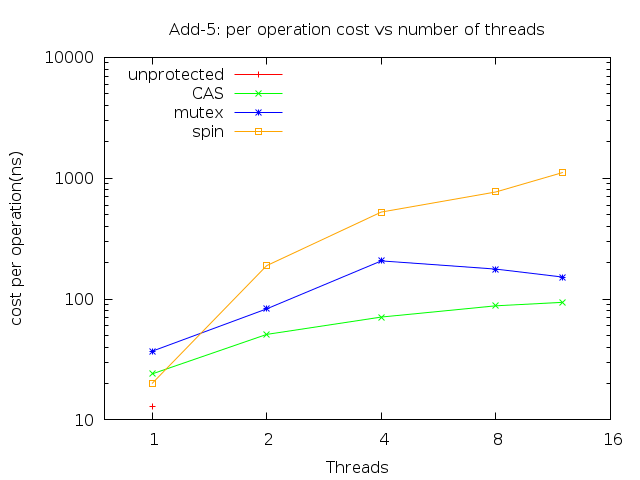 Add-5: per operation cost vs number of threads
10000
1000
100
10
cost per operation(ns)
unprotected
CAS
mutex
spin
1 2 4 8 16
Threads